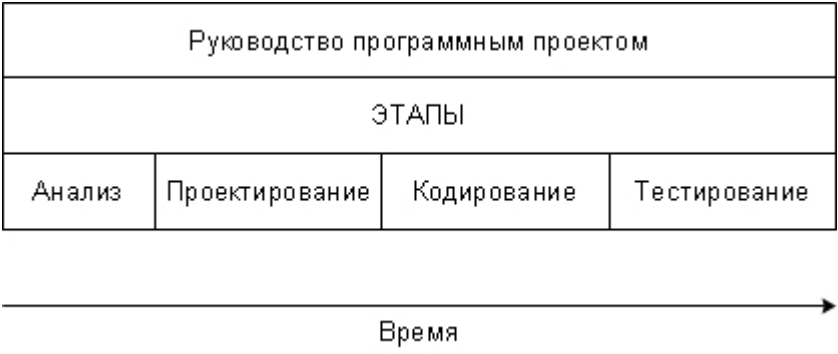 Руководство программным проектом
ЭТАПЫ
Анализ Проектирование Кодирование Тестирование
Время